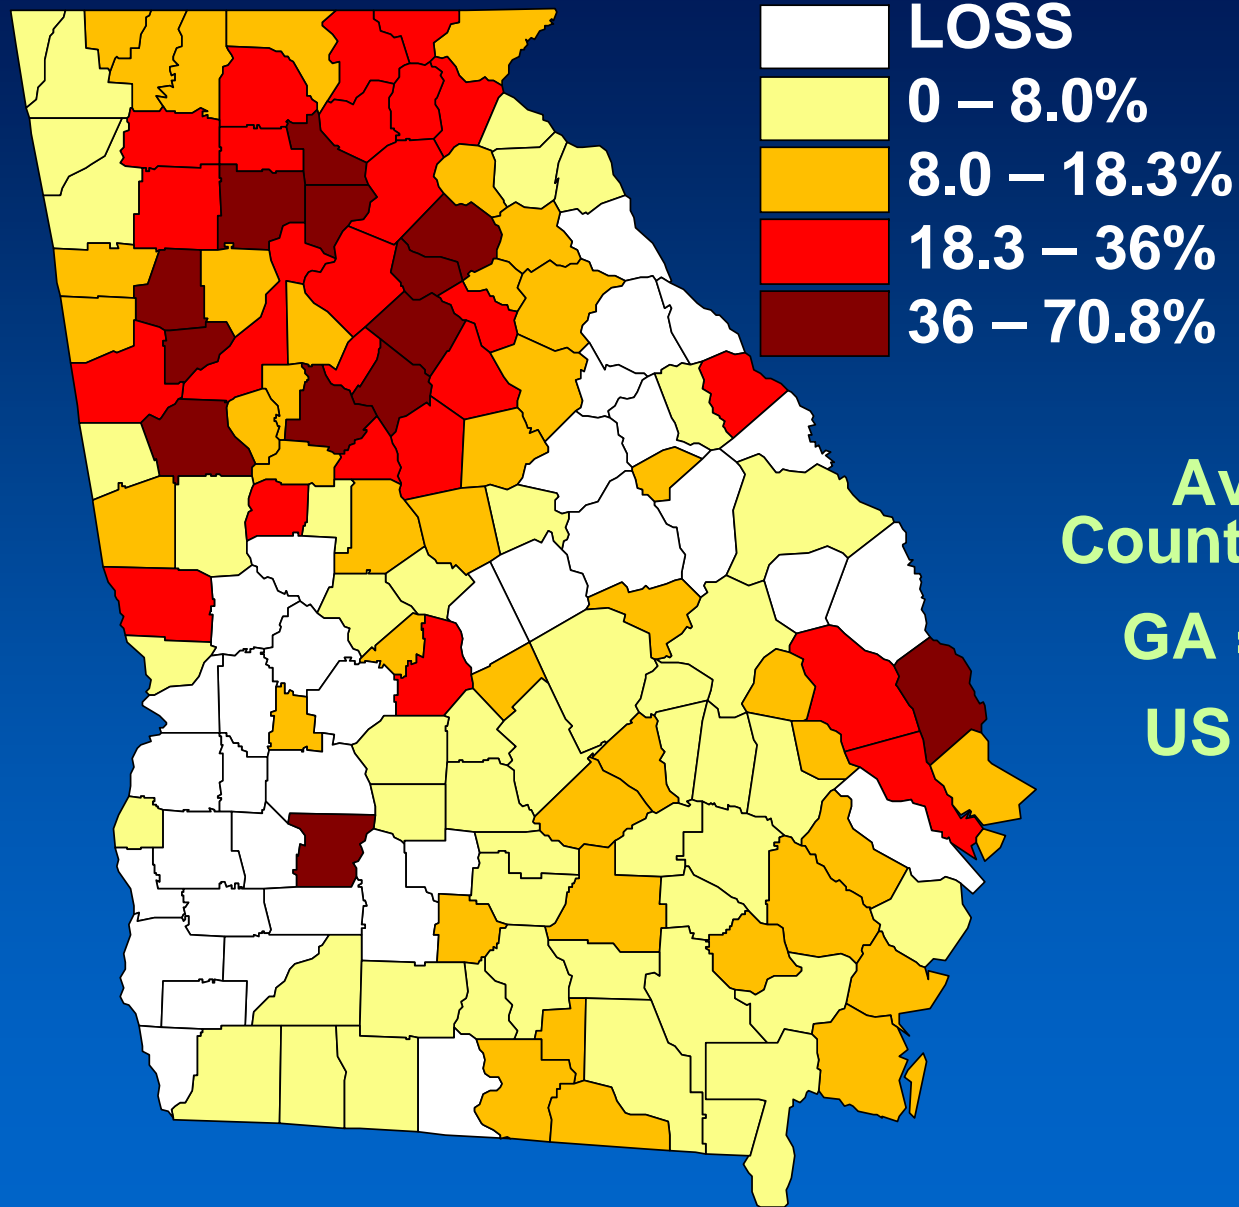 LOSS
0 – 8.0%
8.0 – 18.3%
18.3 – 36%
36 – 70.8%
GA
US